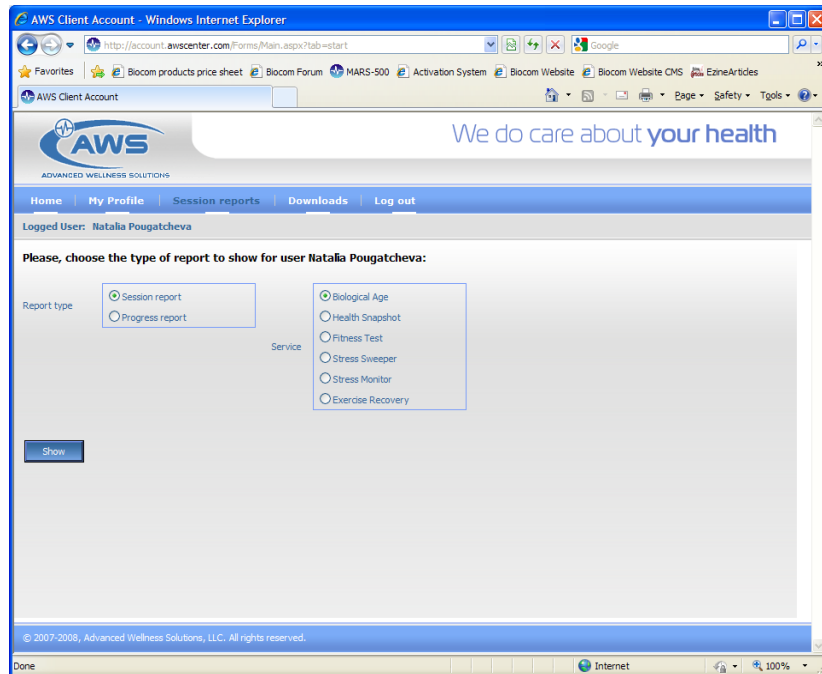 AWS Client Account - Windows Internet Explorer
http://account.awscenter.com/Forms/Main.aspx?tab=start
Google
Favorites
Biocom products price sheet
Biocom Forum
MARS-500
Activation System
Biocom Website
Biocom Website CMS
EzineArticles
»
AWS Client Account
Page
Safety
Tools
AWS
ADVANCED WELLNESS SOLUTIONS
We do care about your health
Home
My Profile
Session reports
Downloads
Log out
Logged User: Natalia Pougatcheva
Please, choose the type of report to show for user Natalia Pougatcheva:
Report type
Session report
Progress report
Service
Biological Age
Health Snapshot
Fitness Test
Stress Sweeper
Stress Monitor
Exercise Recovery
Show
© 2007-2008, Advanced Wellness Solutions, LLC. All rights reserved.
Done
Internet
100%